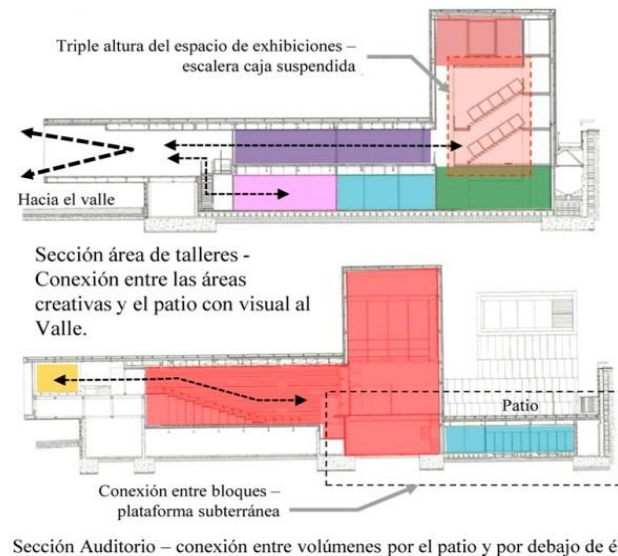 Triple altura del espacio de exhibiciones –
escalera caja suspendida
Hacia el valle
Sección área de talleres -
Conexión entre las áreas
creativas y el patio con visual al
Valle.
Patio
Conexión entre bloques –
plataforma subterránea
Sección Auditorio – conexión entre volúmenes por el patio y por debajo de é